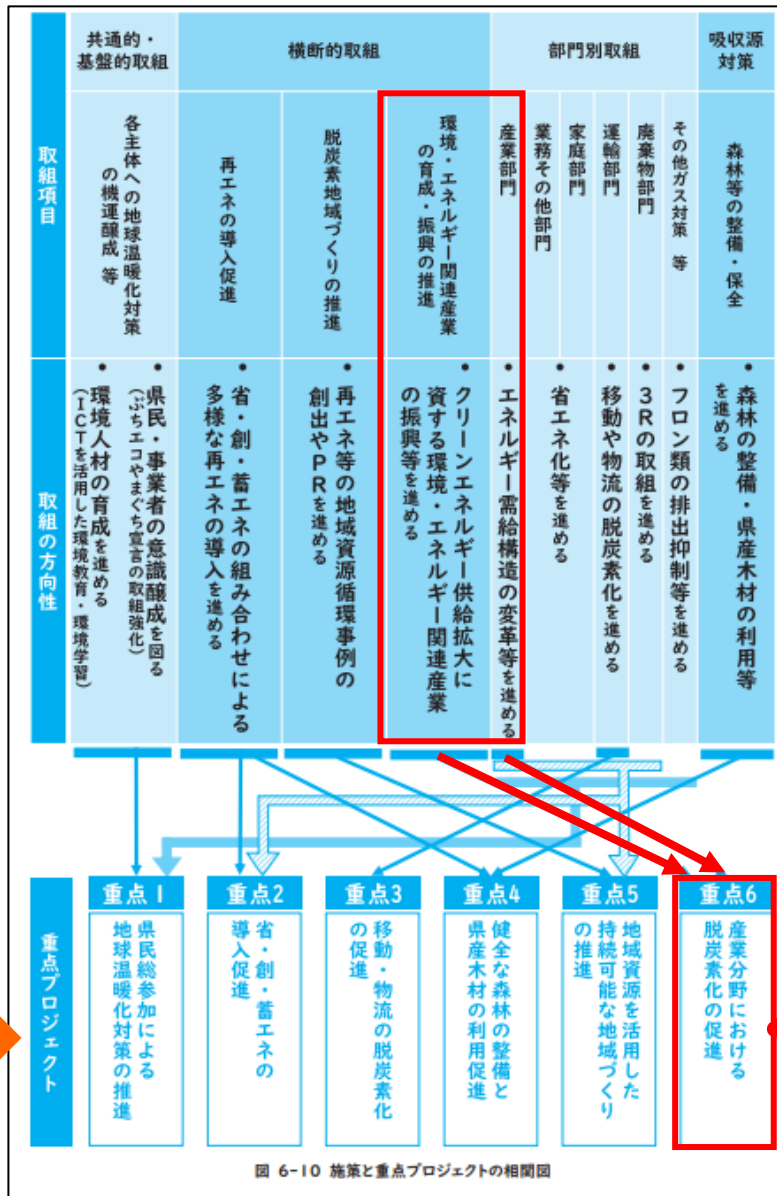 共通的・
基盤的取組
横断的取組
部門別取組
吸収源
対策
取組項目
各主体への地球温暖化対策
の機運醸成 等
再エネの導入促進
脱炭素地域づくりの推進
環境・エネルギー関連産業
の育成・振興の推進
産業部門
業務その他部門
家庭部門
運輸部門
廃棄物部門
その他ガス対策 等
森林等の整備・保全
取組の方向性
• 県民・事業者の意識醸成を図る
(ぶちエコやまぐち宣言の取組強化)
• 環境人材の育成を進める
(ICTを活用した環境教育・環境学習)
• 省・創・蓄エネの組み合わせによる
多様な再エネの導入を進める
• 再エネ等の地域資源循環事例の
創出やPRを進める
• クリーンエネルギー供給拡大に
資する環境・エネルギー関連産業
の振興等を進める
• エネルギー需給構造の変革等を進める
• 省エネ化等を進める
• 移動や物流の脱炭素化を進める
• 3Rの取組を進める
• フロン類の排出抑制等を進める
• 森林の整備・県産木材の利用等
を進める
重点プロジェクト
重点1
県民総参加による
地球温暖化対策の推進
重点2
省・創・蓄エネの
導入促進
重点3
移動・物流の脱炭素化
の促進
重点4
健全な森林の整備と
県産木材の利用促進
重点5
地域資源を活用した
持続可能な地域づくり
の推進
重点6
産業分野における
脱炭素化の促進
図 6-10 施策と重点プロジェクトの相関図